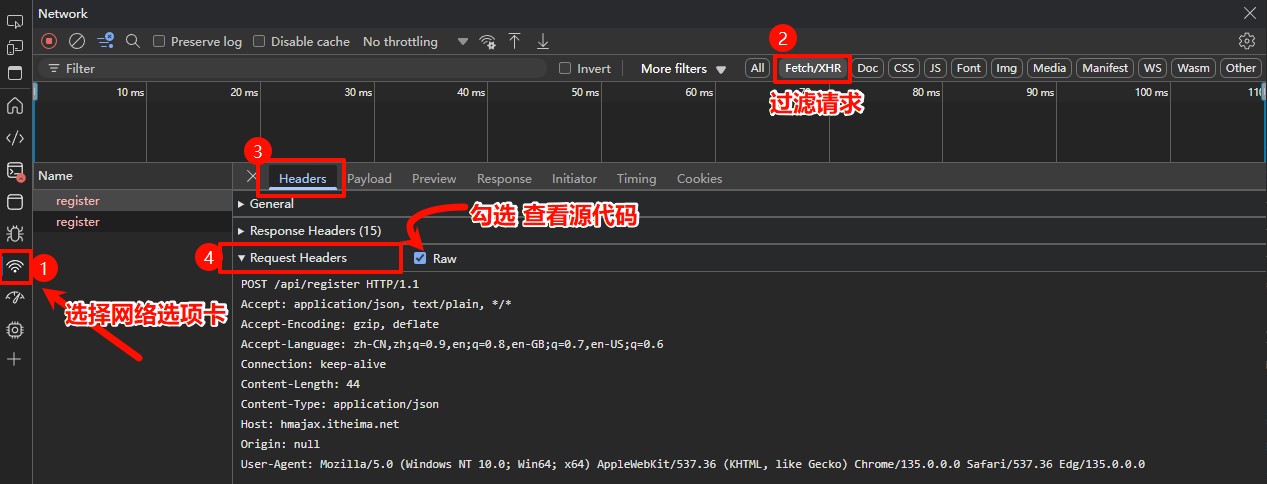 Network
Preserve log Disable cache No throttling
2
Filter Invert More filters All Fetch/XHR Doc CSS JS Font Img Media Manifest WS Wasm Other
10 ms 20 ms 30 ms 40 ms 50 ms 60 ms 80 ms 90 ms 100 ms
过滤请求
3
Name Headers Payload Preview Response Initiator Timing Cookies
register
General
register
勾选 查看源代码
Response Headers (15)
4
Request Headers Raw
1
选择网络选项卡
POST /api/register HTTP/1.1
Accept: application/json, text/plain, */*
Accept-Encoding: gzip, deflate
Accept-Language: zh-CN,zh;q=0.9,en;q=0.8,en-GB;q=0.7,en-US;q=0.6
Connection: keep-alive
Content-Length: 44
Content-Type: application/json
Host: hmajax.itheima.net
Origin: null
User-Agent: Mozilla/5.0 (Windows NT 10.0; Win64; x64) AppleWebKit/537.36 (KHTML, like Gecko) Chrome/135.0.0.0 Safari/537.36 Edg/135.0.0.0